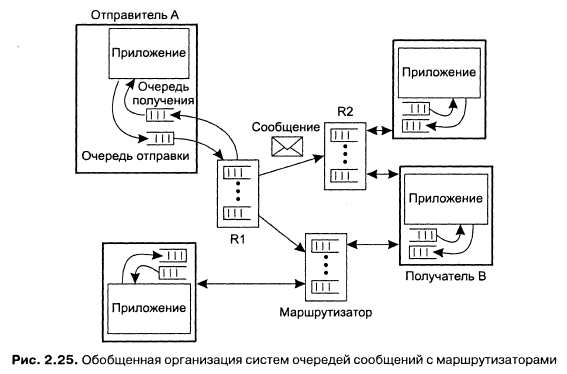 Отправитель A
Приложение
Очередь
получения
Очередь отправки
R1
Сообщение
R2
Приложение
Приложение
Получатель B
Приложение
Маршрутизатор
Рис. 2.25. Обобщенная организация систем очередей сообщений с маршрутизаторами